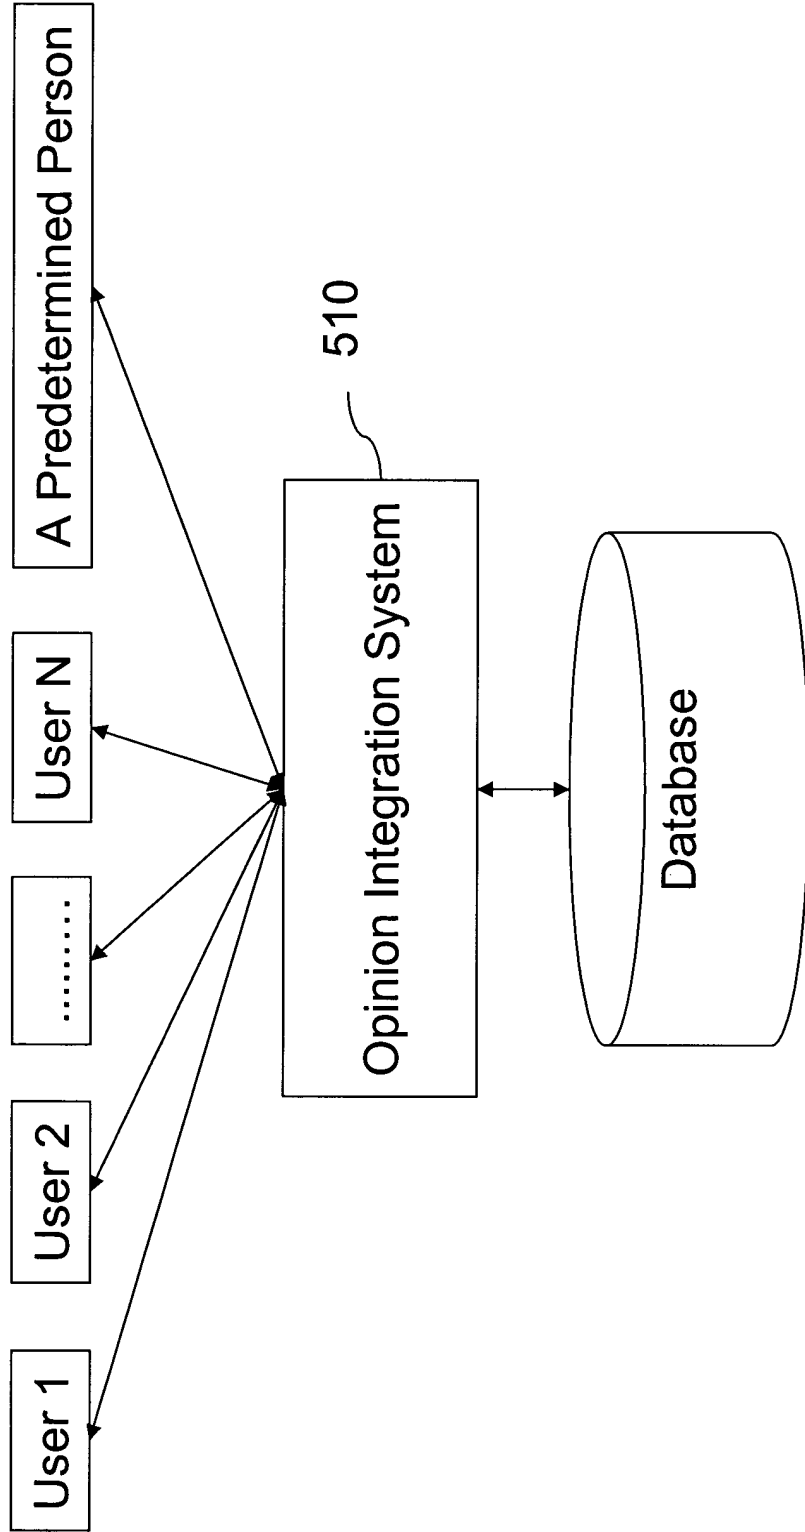 User 1
User 2
.........
User N
A Predetermined Person
510
Opinion Integration System
Database